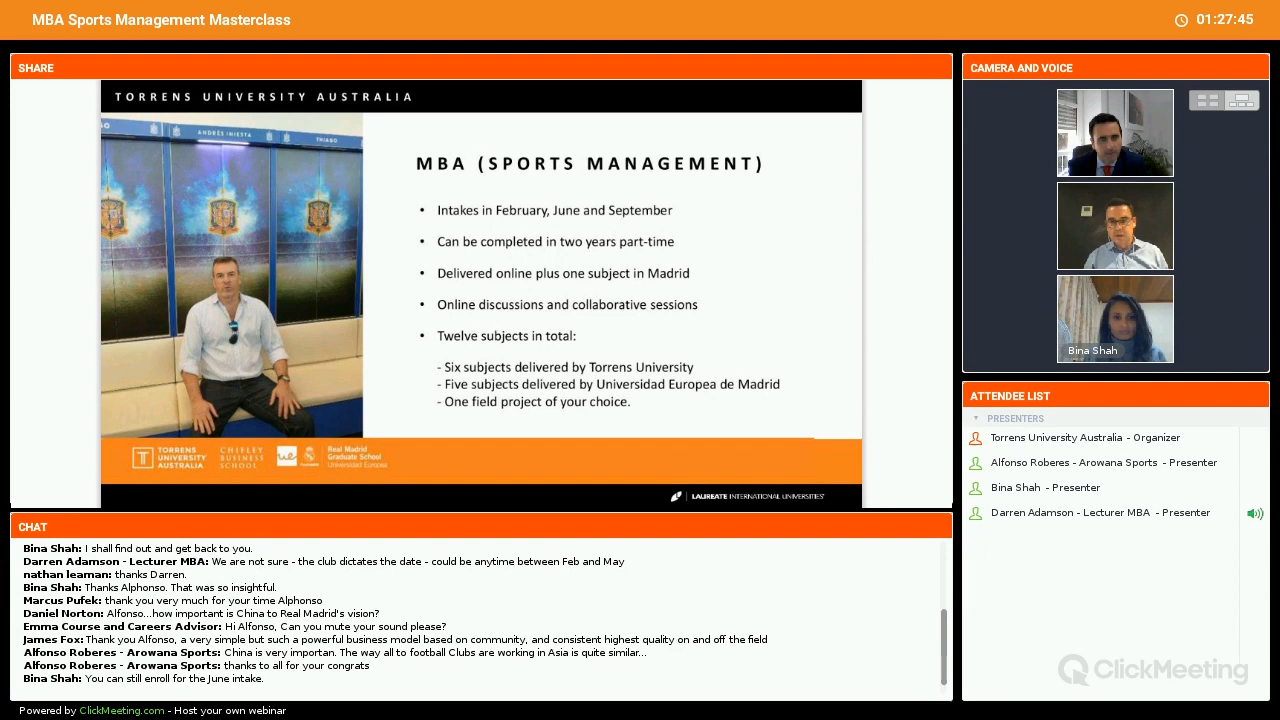 MBA Sports Management Masterclass
01:27:45
SHARE
TORRENS UNIVERSITY AUSTRALIA
ANDRÉS INIESTA
THIAGO
MBA (SPORTS MANAGEMENT)
• Intakes in February, June and September
• Can be completed in two years part-time
• Delivered online plus one subject in Madrid
• Online discussions and collaborative sessions
• Twelve subjects in total:
- Six subjects delivered by Torrens University
- Five subjects delivered by Universidad Europea de Madrid
- One field project of your choice.
TORRENS
UNIVERSITY
AUSTRALIA
CHIFLEY
BUSINESS
SCHOOL
ue
Real Madrid
Graduate School
Universidad Europea
LAUREATE INTERNATIONAL UNIVERSITIES
CHAT
Bina Shah: I shall find out and get back to you.
Darren Adamson - Lecturer MBA: We are not sure - the club dictates the date - could be anytime between Feb and May
nathan leaman: thanks Darren.
Bina Shah: Thanks Alphonso. That was so insightful.
Marcus Pufek: thank you very much for your time Alphonso
Daniel Norton: Alfonso...how important is China to Real Madrid's vision?
Emma Course and Careers Advisor: Hi Alfonso, Can you mute your sound please?
James Fox: Thank you Alfonso, a very simple but such a powerful business model based on community, and consistent highest quality on and off the field
Alfonso Roberes - Arowana Sports: China is very importan. The way all to football Clubs are working in Asia is quite similar...
Alfonso Roberes - Arowana Sports: thanks to all for your congrats
Bina Shah: You can still enroll for the June intake.
CAMERA AND VOICE
Bina Shah
ATTENDEE LIST
PRESENTERS
Torrens University Australia - Organizer
Alfonso Roberes - Arowana Sports - Presenter
Bina Shah - Presenter
Darren Adamson - Lecturer MBA - Presenter
ClickMeeting
Powered by ClickMeeting.com - Host your own webinar